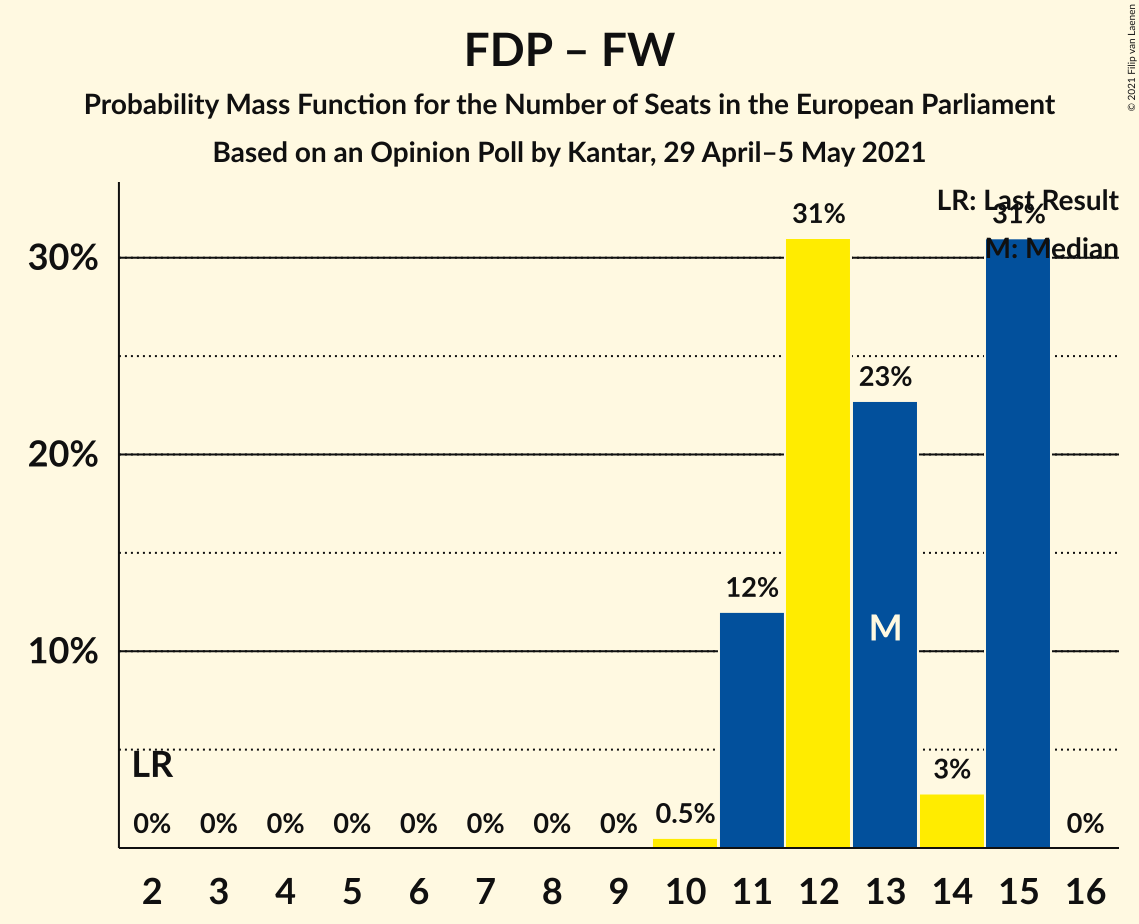 FDP – FW
Probability Mass Function for the Number of Seats in the European Parliament
Based on an Opinion Poll by Kantar, 29 April–5 May 2021
© 2021 Filip van Laenen
LR: Last Result
M: Median
31%
31%
30%
23%
20%
12%
M
10%
LR
3%
0%
0%
0%
0%
0%
0%
0%
0%
0.5%
0%
2 3 4 5 6 7 8 9 10 11 12 13 14 15 16